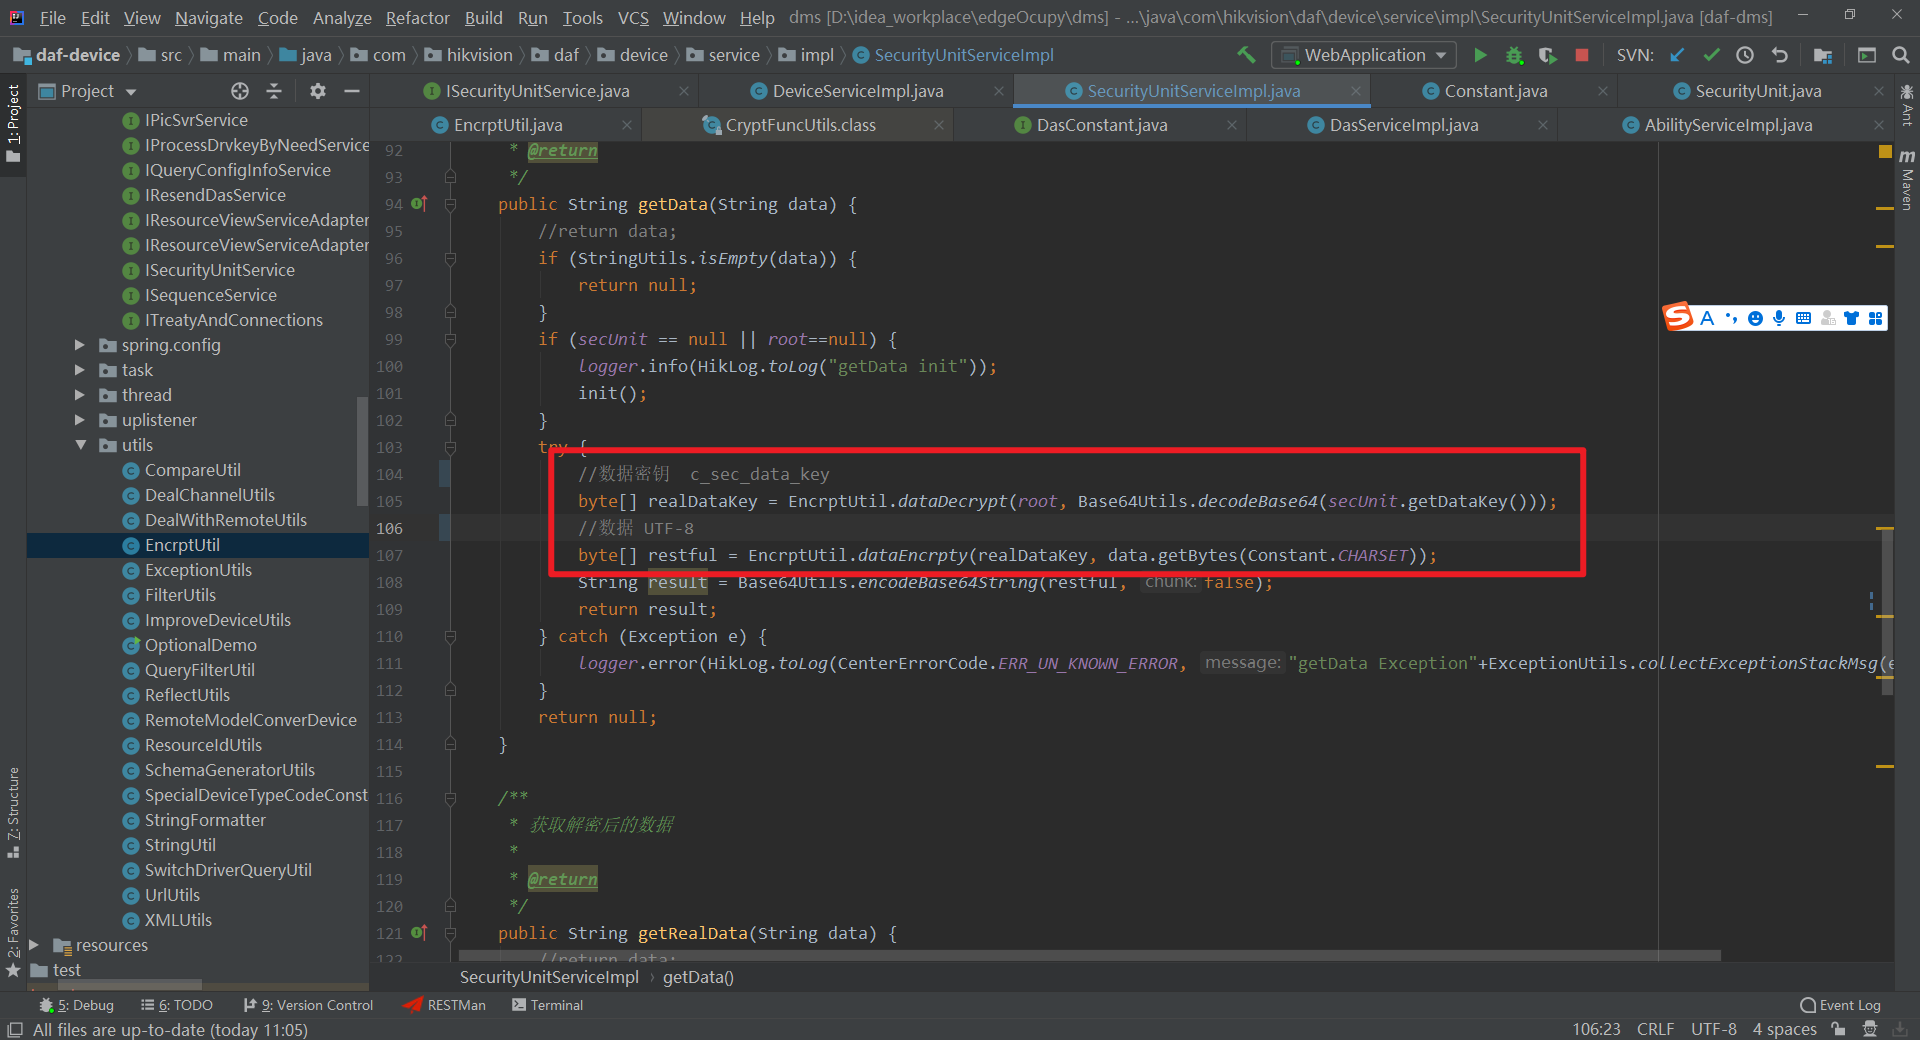 File Edit View Navigate Code Analyze Refactor Build Run Tools VCS Window Help dms [D:\idea_workplace\edgeOcupy\dms] - ...\java\com\hikvision\daf\device\service\impl\SecurityUnitServiceImpl.java [daf-dms]
daf-device src main java com hikvision daf device service impl SecurityUnitServiceImpl WebApplication SVN:
Project
ISecurityUnitService.java DeviceServiceImpl.java SecurityUnitServiceImpl.java Constant.java SecurityUnit.java
EncrptUtil.java CryptFuncUtils.class DasConstant.java DasServiceImpl.java AbilityServiceImpl.java
1: Project
7: Structure
2: Favorites
Ant
Maven
IPicSvrService
IProcessDrvkeyByNeedService
IQueryConfigInfoService
IResendDasService
IResourceViewServiceAdapter
IResourceViewServiceAdapter
ISecurityUnitService
ISequenceService
ITreatyAndConnections
spring.config
task
thread
uplistener
utils
CompareUtil
DealChannelUtils
DealWithRemoteUtils
EncrptUtil
ExceptionUtils
FilterUtils
ImproveDeviceUtils
OptionalDemo
QueryFilterUtil
ReflectUtils
RemoteModelConverDevice
ResourceIdUtils
SchemaGeneratorUtils
SpecialDeviceTypeCodeConst
StringFormatter
StringUtil
SwitchDriverQueryUtil
UrlUtils
XMLUtils
resources
test
92 * @return
93 */
94 public String getData(String data) {
95 //return data;
96 if (StringUtils.isEmpty(data)) {
97 return null;
98 }
99 if (secUnit == null || root==null) {
100 logger.info(HikLog.toLog("getData init"));
101 init();
102 }
103 try {
104 //数据密钥 c_sec_data_key
105 byte[] realDataKey = EncrptUtil.dataDecrypt(root, Base64Utils.decodeBase64(secUnit.getDataKey()));
106 //数据 UTF-8
107 byte[] restful = EncrptUtil.dataEncrpty(realDataKey, data.getBytes(Constant.CHARSET));
108 String result = Base64Utils.encodeBase64String(restful, chunk: false);
109 return result;
110 } catch (Exception e) {
111 logger.error(HikLog.toLog(CenterErrorCode.ERR_UN_KNOWN_ERROR, message: "getData Exception"+ExceptionUtils.collectExceptionStackMsg(e
112 }
113 return null;
114 }
115
116 /**
117 * 获取解密后的数据
118 *
119 * @return
120 */
121 public String getRealData(String data) {
122 //return data;
SecurityUnitServiceImpl › getData()
5: Debug 6: TODO 9: Version Control RESTMan Terminal Event Log
All files are up-to-date (today 11:05) 106:23 CRLF UTF-8 4 spaces